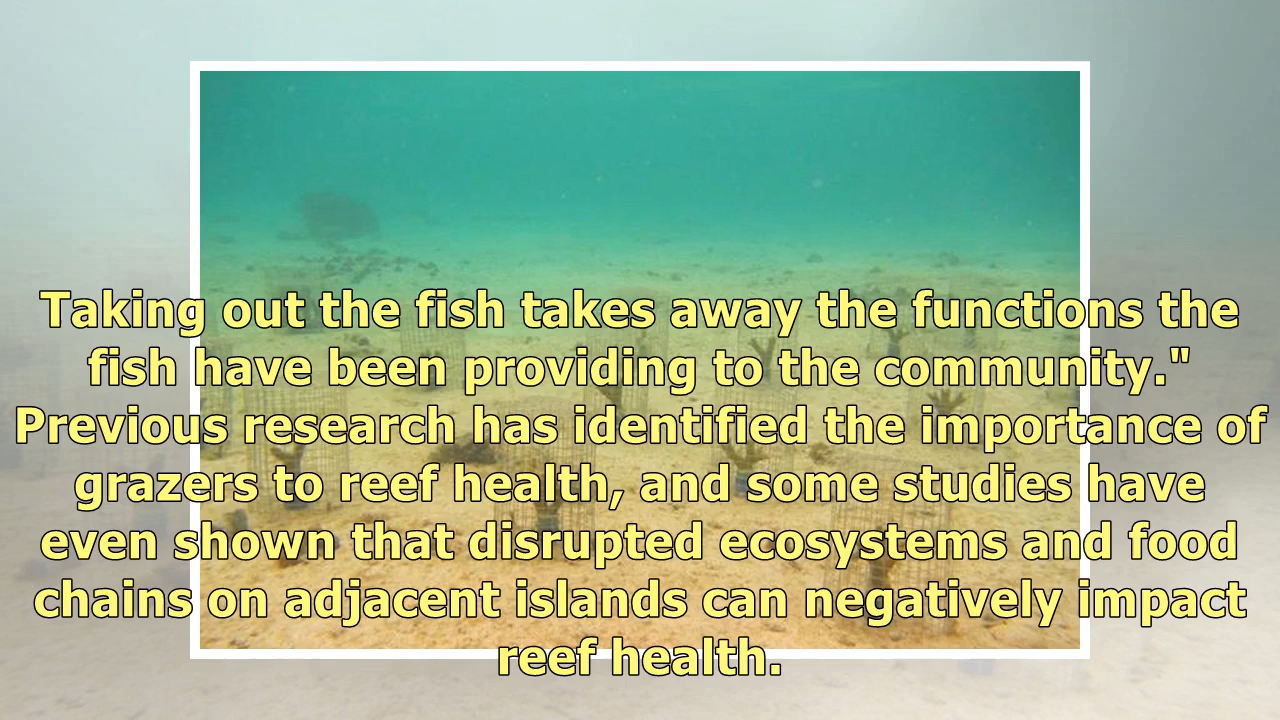 Taking out the fish takes away the functions the
fish have been providing to the community."
Previous research has identified the importance of
grazers to reef health, and some studies have
even shown that disrupted ecosystems and food
chains on adjacent islands can negatively impact
reef health.